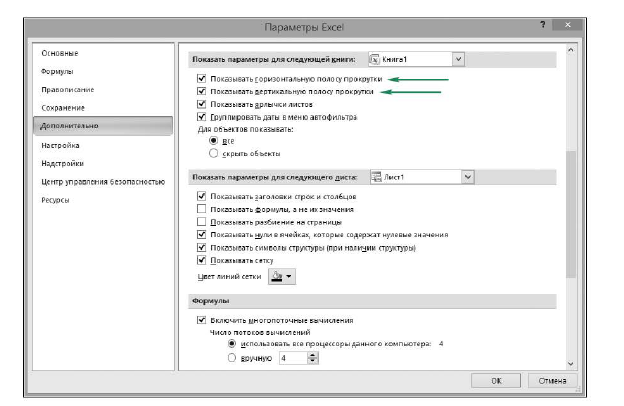 Параметры Excel
?
×
Основные
Формулы
Правописание
Сохранение
Дополнительно
Настройка
Надстройки
Центр управления безопасностью
Ресурсы
Показать параметры для следующей книги: Книга1
Показывать горизонтальную полосу прокрутки
Показывать вертикальную полосу прокрутки
Показывать ярлычки листов
Группировать даты в меню автофильтра
Для объектов показывать:
все
скрыть объекты
Показать параметры для следующего листа: Лист1
Показывать заголовки строк и столбцов
Показывать формулы, а не их значения
Показывать разбиение на страницы
Показывать нули в ячейках, которые содержат нулевые значения
Показывать символы структуры (при наличии структуры)
Показывать сетку
Цвет линий сетки
Формулы
Включить многопоточные вычисления
Число потоков вычислений
использовать все процессоры данного компьютера: 4
вручную 4
ОК Отмена